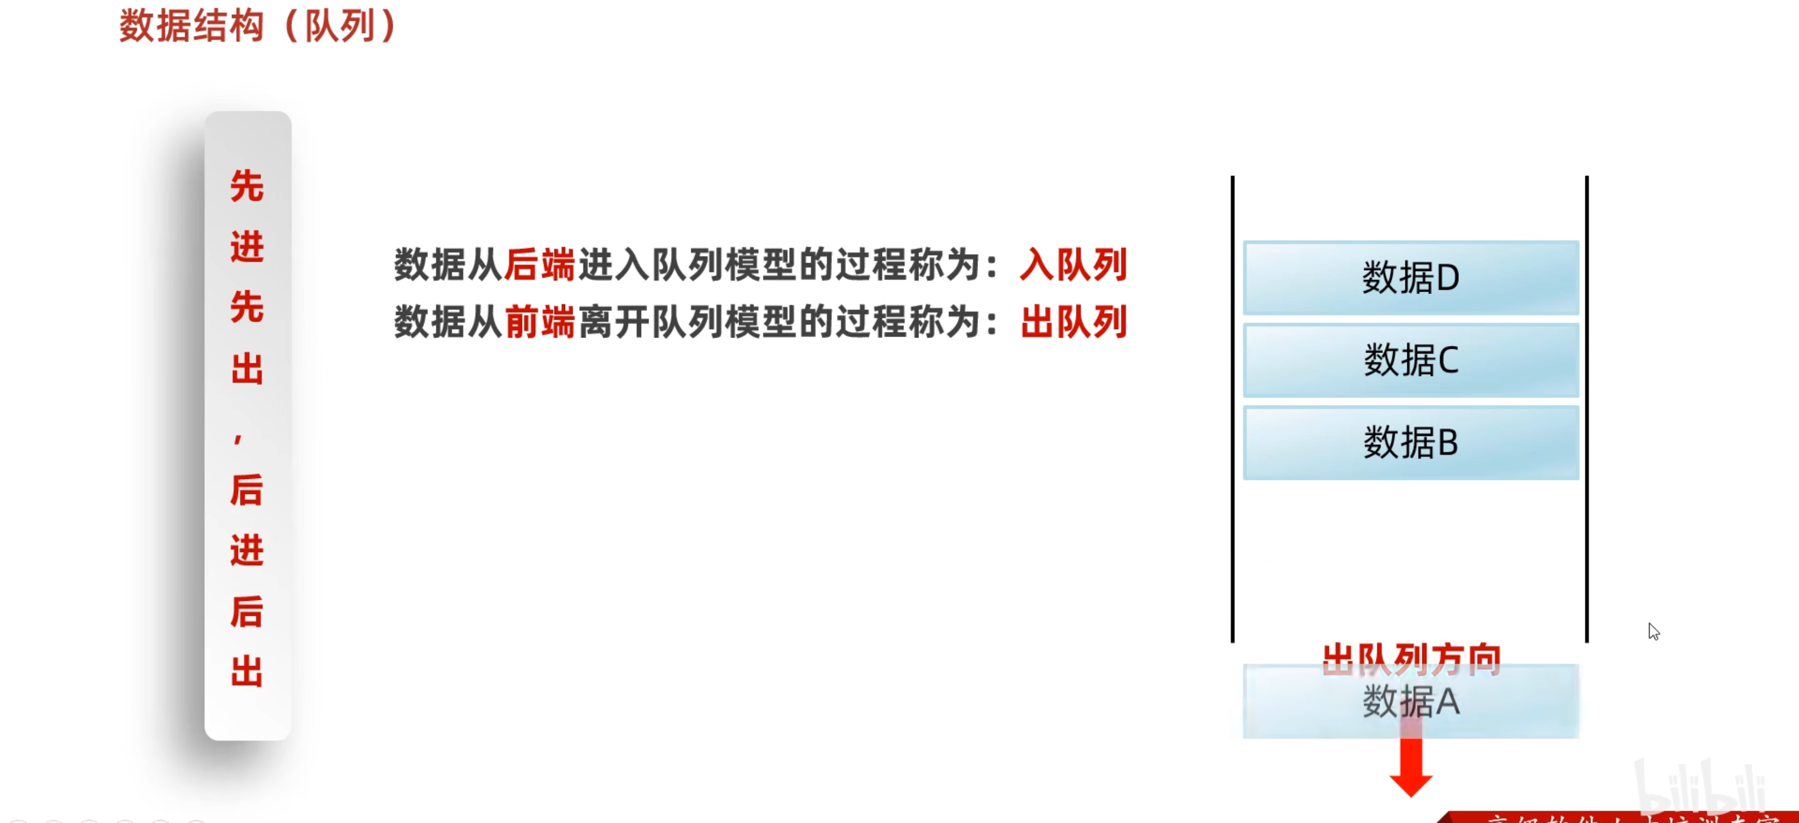 数据结构（队列）
先进先出，后进后出
数据从后端进入队列模型的过程称为：入队列
数据从前端离开队列模型的过程称为：出队列
数据D
数据C
数据B
出队列方向
数据A
bilibili